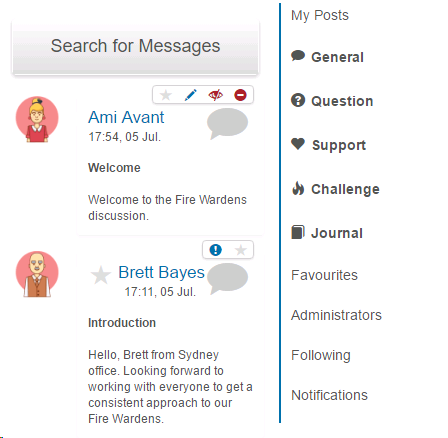 Search for Messages
Ami Avant
17:54, 05 Jul.
Welcome
Welcome to the Fire Wardens
discussion.
Brett Bayes
17:11, 05 Jul.
Introduction
Hello, Brett from Sydney
office. Looking forward to
working with everyone to get a
consistent approach to our
Fire Wardens.
My Posts
General
Question
Support
Challenge
Journal
Favourites
Administrators
Following
Notifications